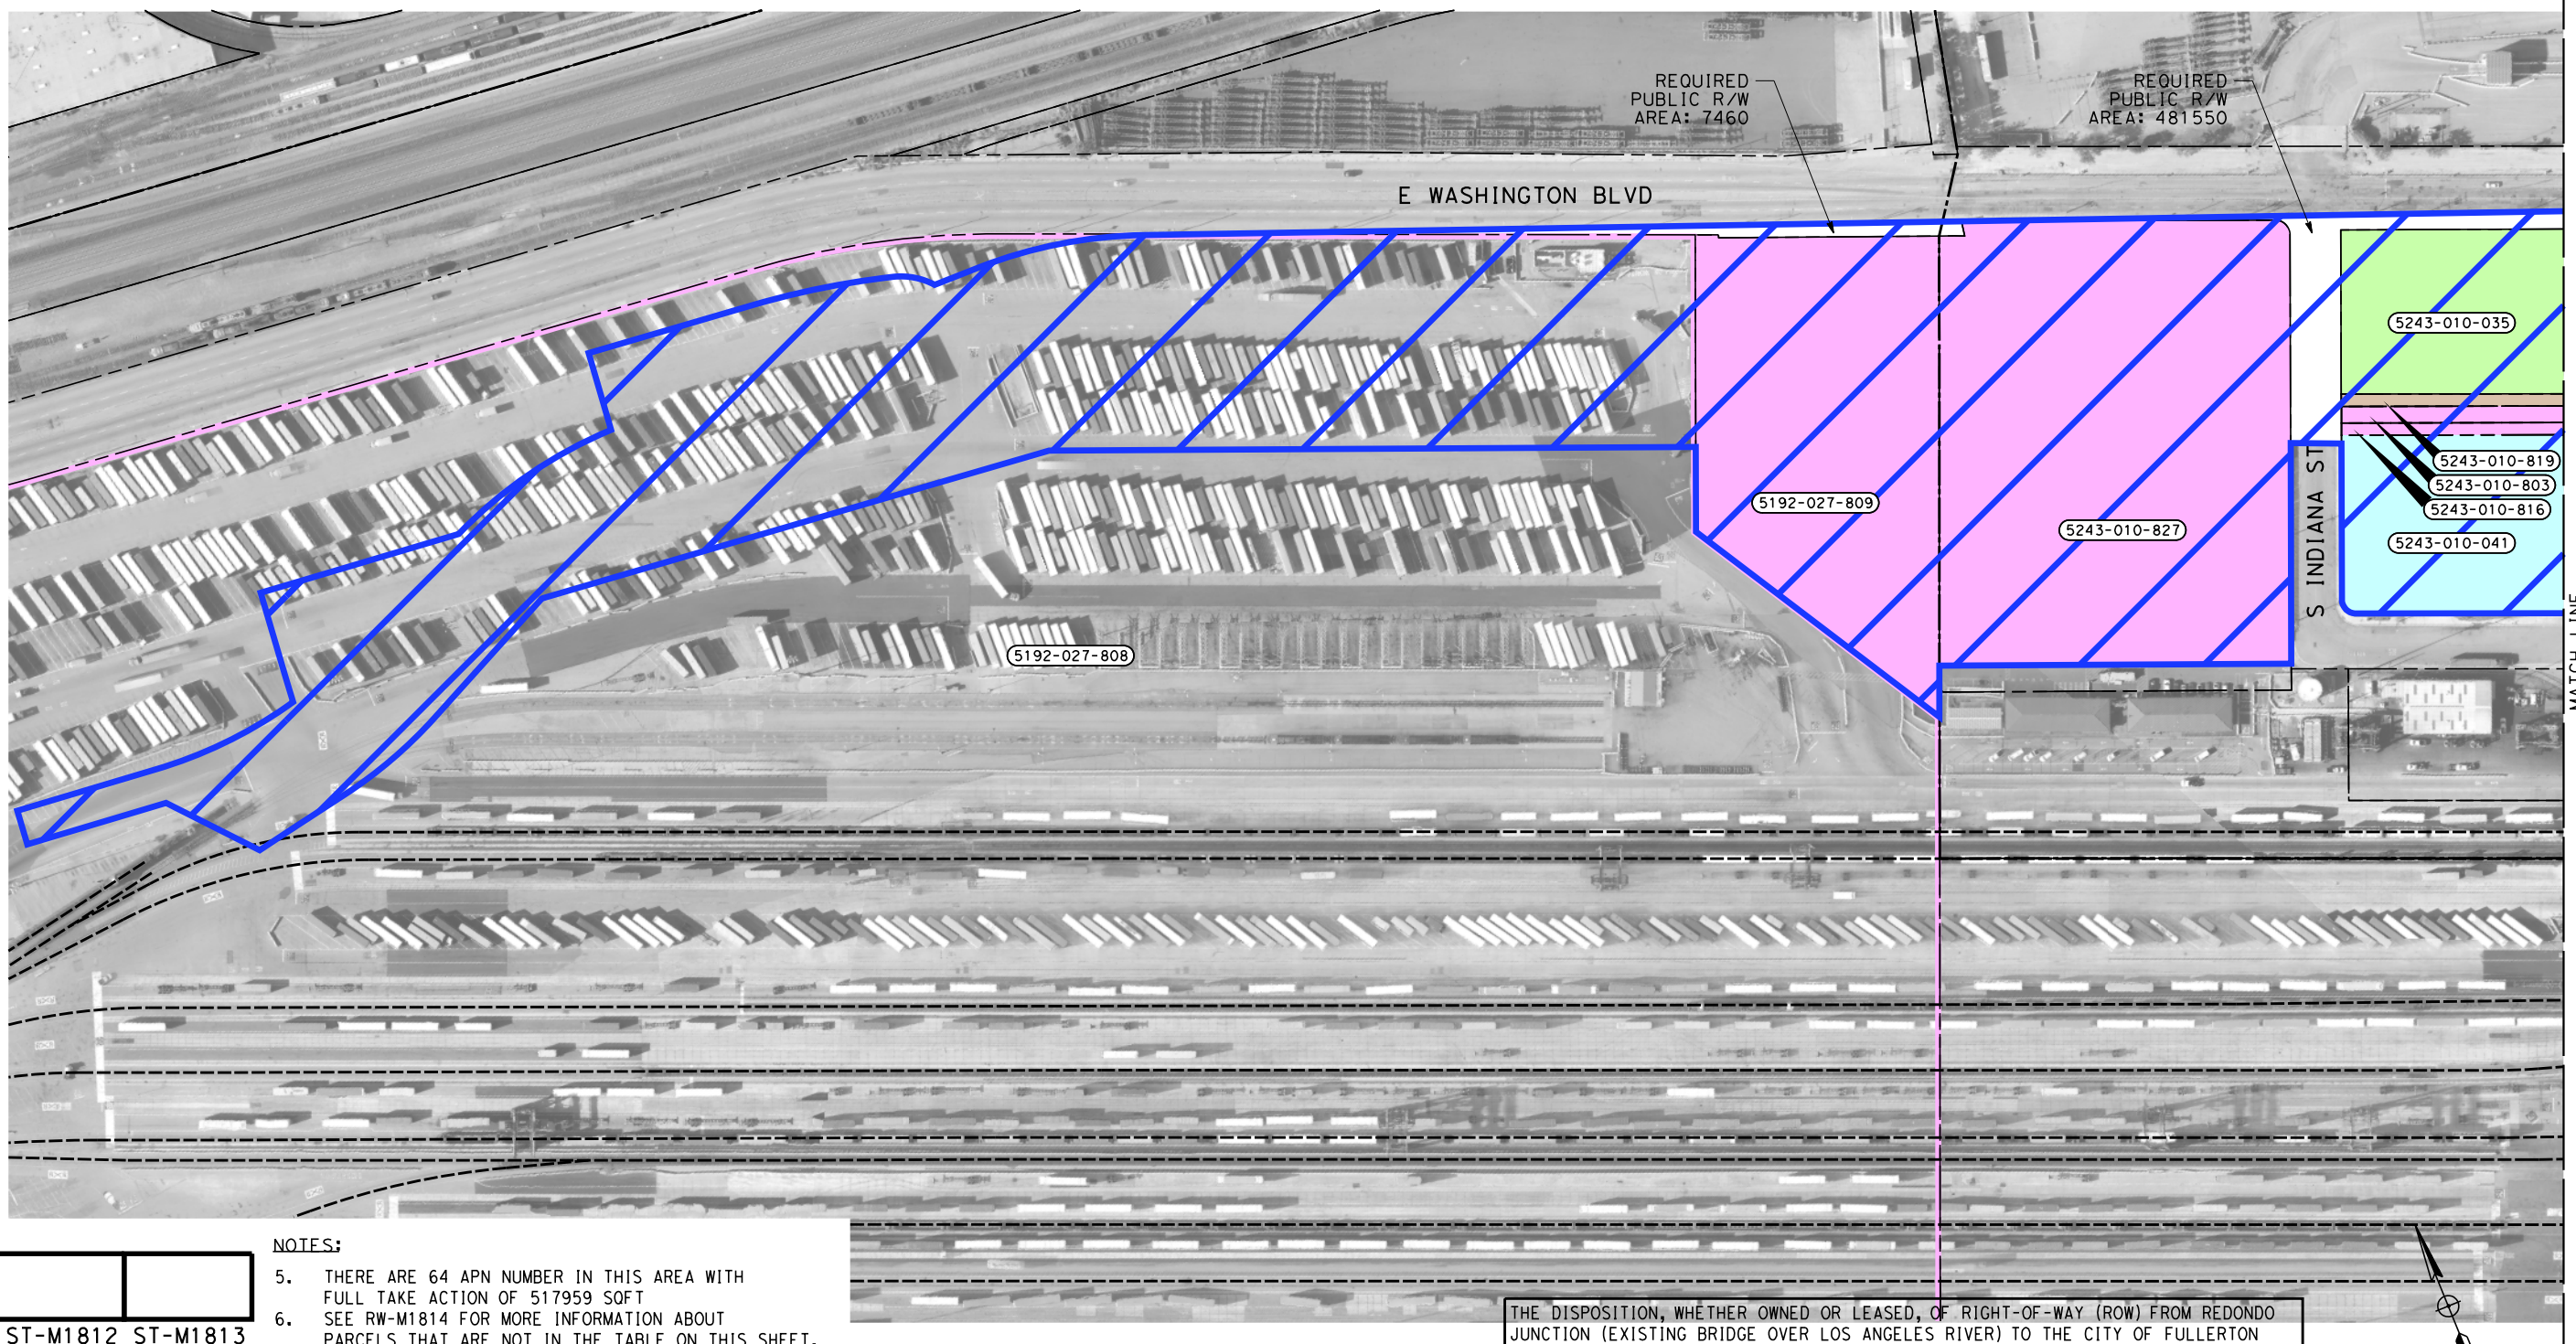 REQUIRED
PUBLIC R/W
AREA: 7460
REQUIRED
PUBLIC R/W
AREA: 481550
E WASHINGTON BLVD
5243-010-035
5243-010-819
5243-010-803
5243-010-816
5243-010-041
5192-027-809
5243-010-827
S INDIANA ST
5192-027-808
MATCH LINE
NOTES:
5. THERE ARE 64 APN NUMBER IN THIS AREA WITH
FULL TAKE ACTION OF 517959 SQFT
6. SEE RW-M1814 FOR MORE INFORMATION ABOUT
PARCELS THAT ARE NOT IN THE TABLE ON THIS SHEET.
ST-M1812 ST-M1813
THE DISPOSITION, WHETHER OWNED OR LEASED, OF RIGHT-OF-WAY (ROW) FROM REDONDO
JUNCTION (EXISTING BRIDGE OVER LOS ANGELES RIVER) TO THE CITY OF FULLERTON